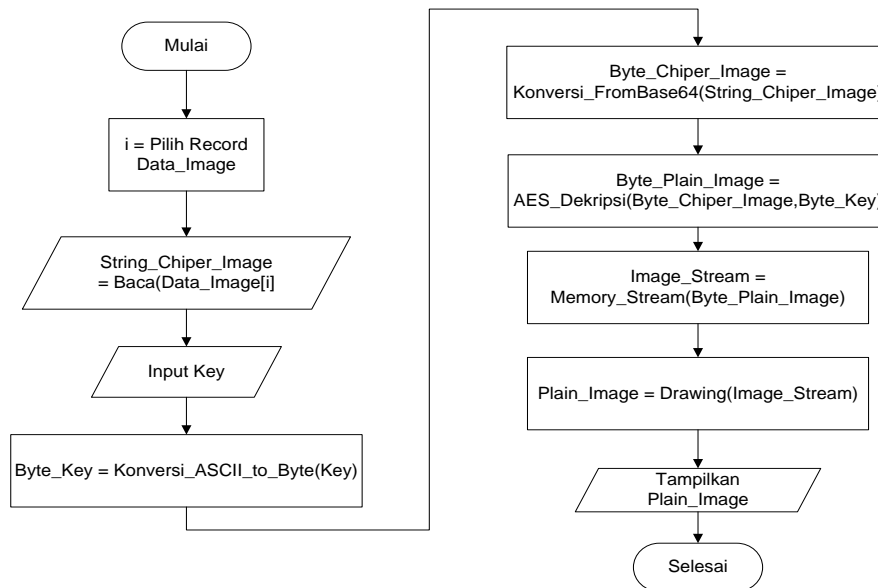 Mulai
i = Pilih Record
Data_Image
String_Chiper_Image
= Baca(Data_Image[i]
Input Key
Byte_Key = Konversi_ASCII_to_Byte(Key)
Byte_Chiper_Image =
Konversi_FromBase64(String_Chiper_Image)
Byte_Plain_Image =
AES_Dekripsi(Byte_Chiper_Image,Byte_Key)
Image_Stream =
Memory_Stream(Byte_Plain_Image)
Plain_Image = Drawing(Image_Stream)
Tampilkan
Plain_Image
Selesai